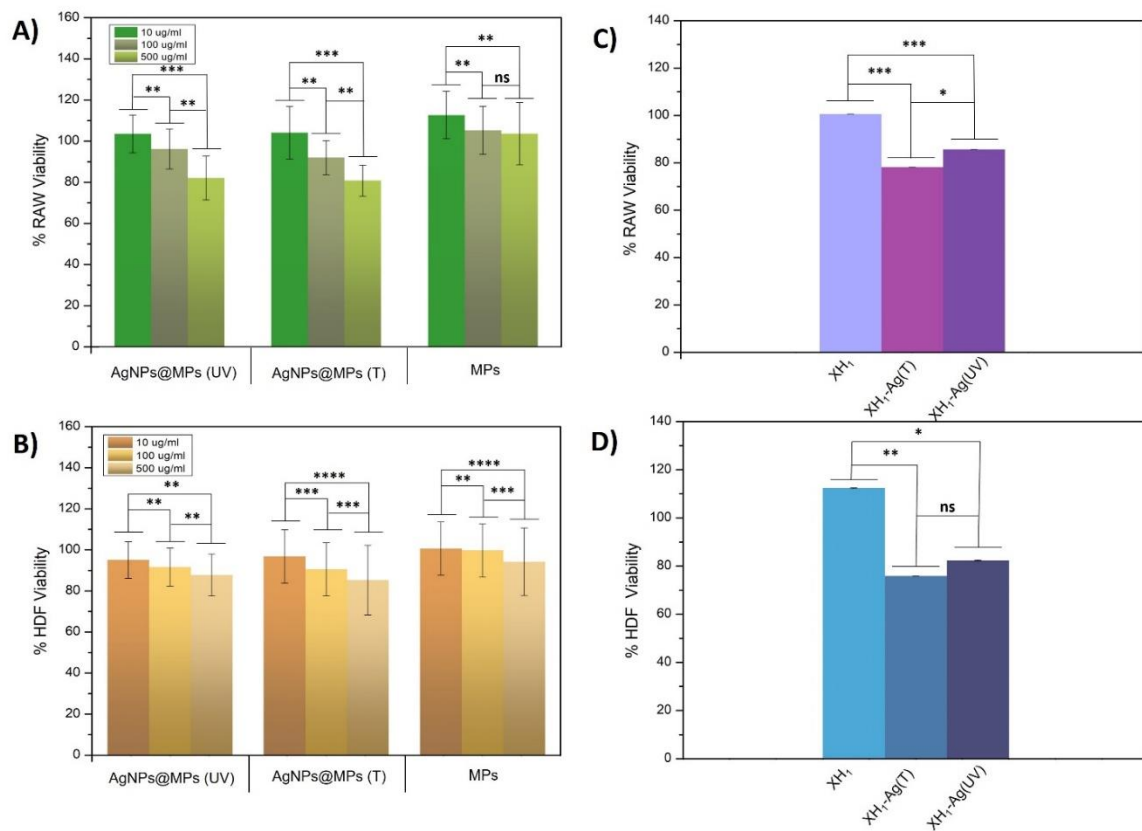 A)
160
140
120
100
80
60
40
20
0
% RAW Viability
10 ug/ml
100 ug/ml
500 ug/ml
***
**
**
***
**
**
**
**
ns
AgNPs@MPs (UV)
AgNPs@MPs (T)
MPs
C)
140
120
100
80
60
40
20
0
% RAW Viability
***
***
*
XH₁
XH₁-Ag(T)
XH₁-Ag(UV)
B)
160
140
120
100
80
60
40
20
0
% HDF Viability
10 ug/ml
100 ug/ml
500 ug/ml
**
**
**
****
***
***
****
**
***
AgNPs@MPs (UV)
AgNPs@MPs (T)
MPs
D)
140
120
100
80
60
40
20
0
% HDF Viability
*
**
ns
XH₁
XH₁-Ag(T)
XH₁-Ag(UV)